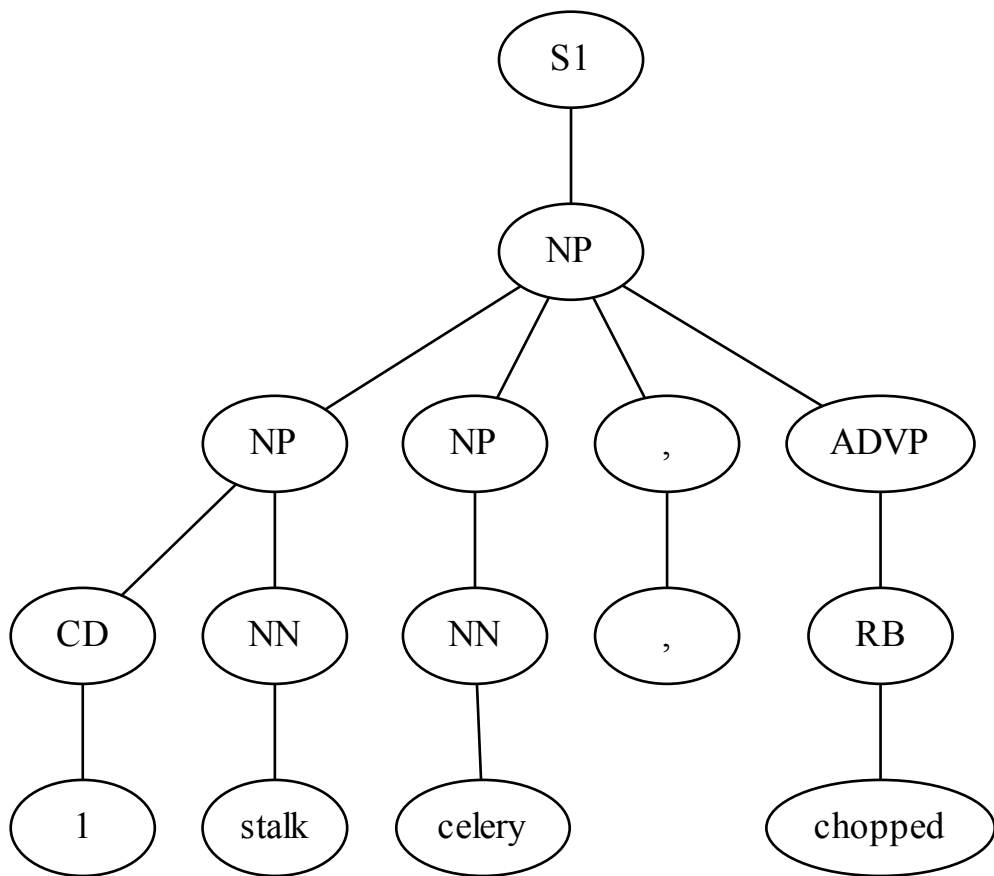 S1
NP
NP NP , ADVP
CD NN NN , RB
1 stalk celery chopped